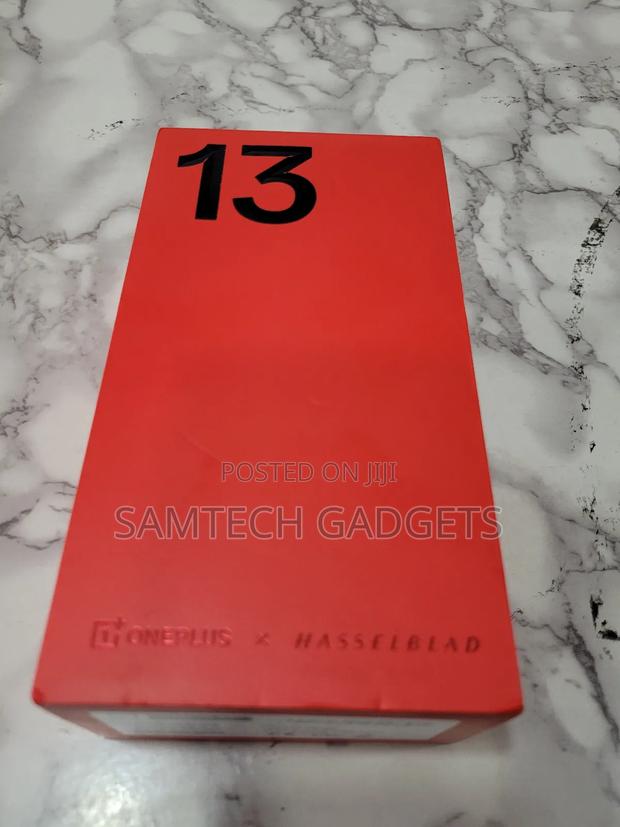 13
POSTED ON JIJI
SAMTECH GADGETS
ONEPLUS × HASSELBLAD